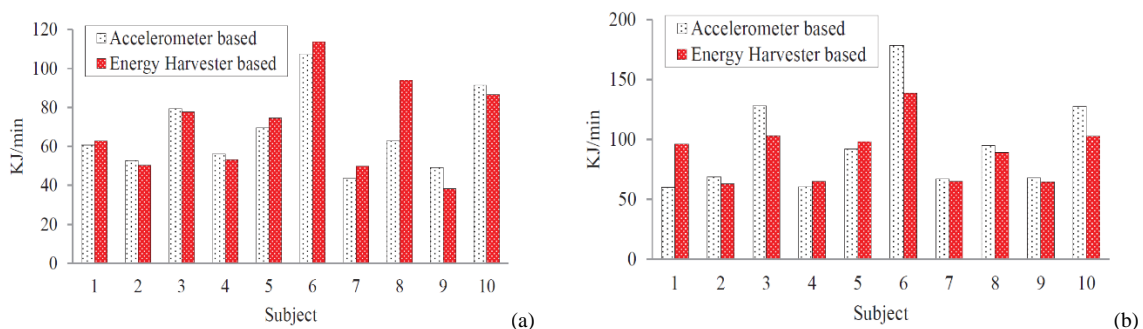 120
100
80
60
40
20
0
KJ/min
Accelerometer based
Energy Harvester based
1 2 3 4 5 6 7 8 9 10
Subject
(a)
200
150
100
50
0
KJ/min
Accelerometer based
Energy Harvester based
1 2 3 4 5 6 7 8 9 10
Subject
(b)